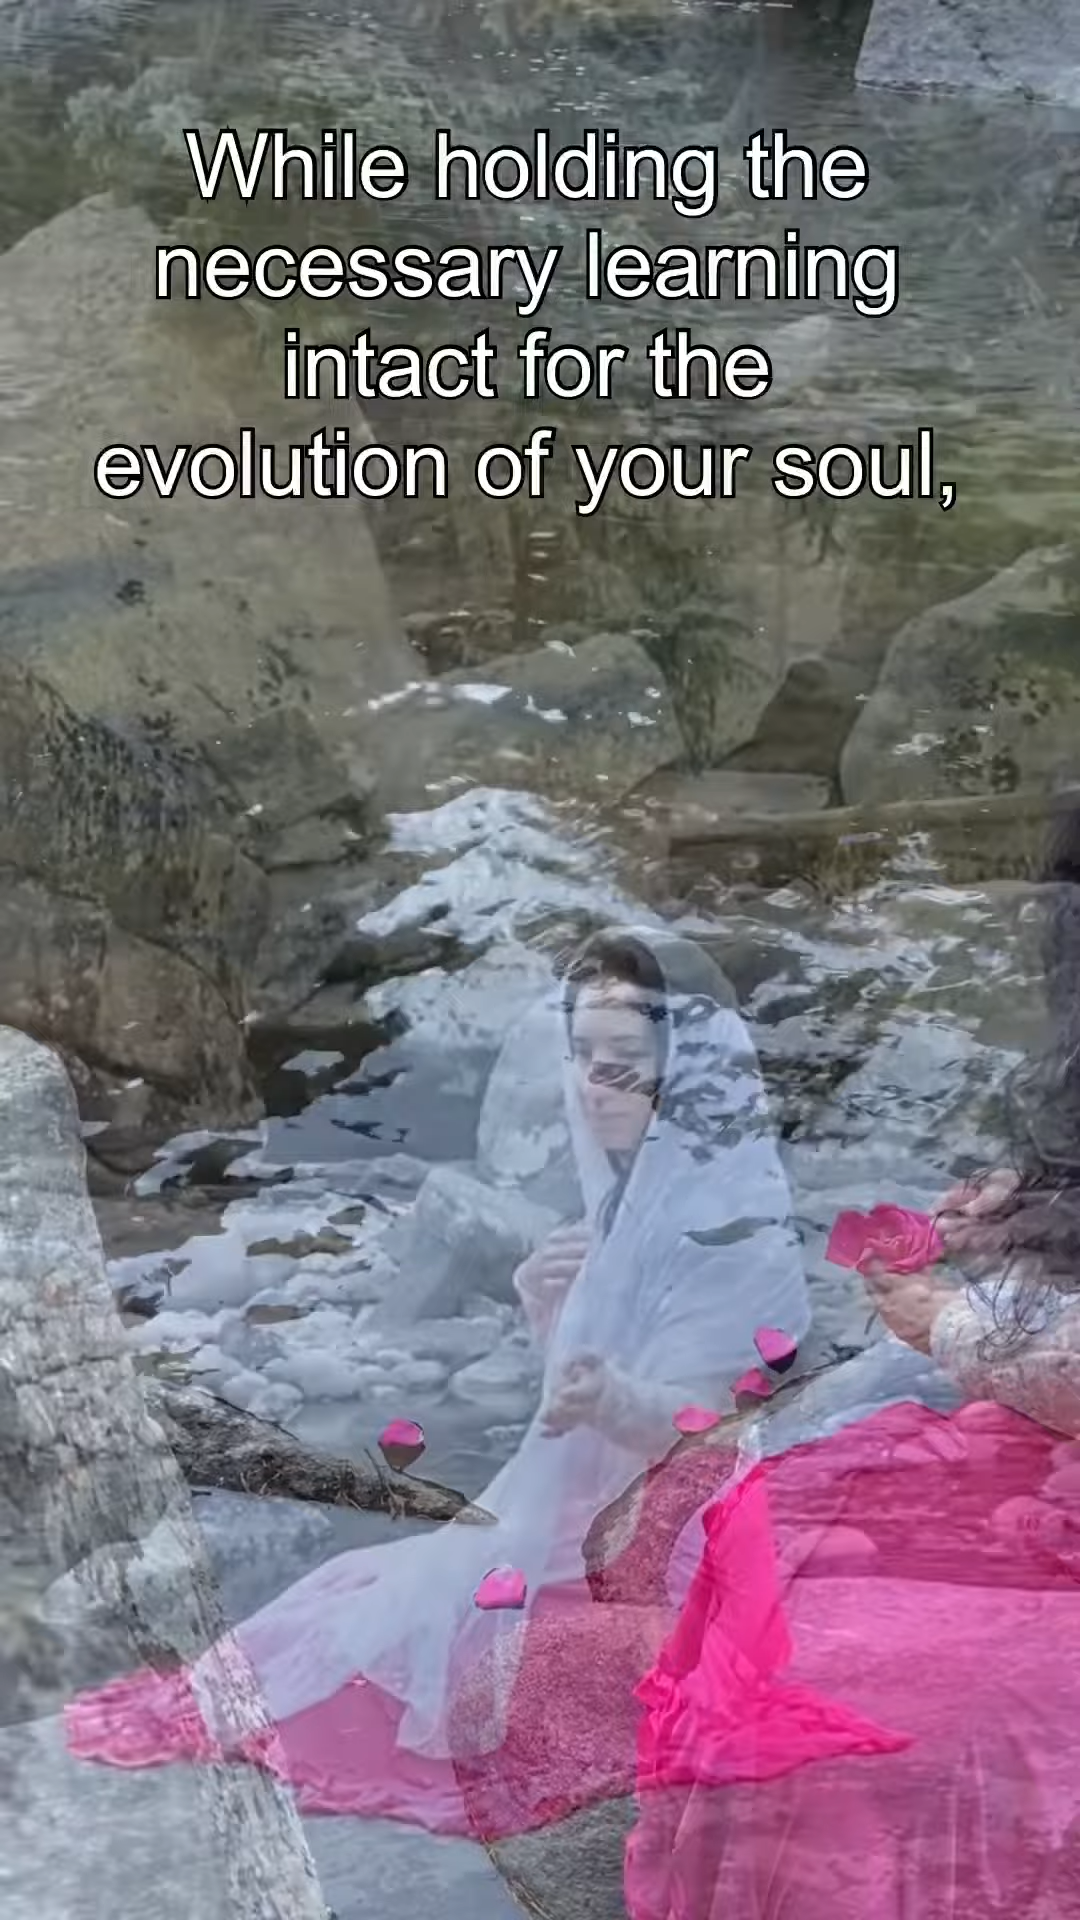 While holding the
necessary learning
intact for the
evolution of your soul,